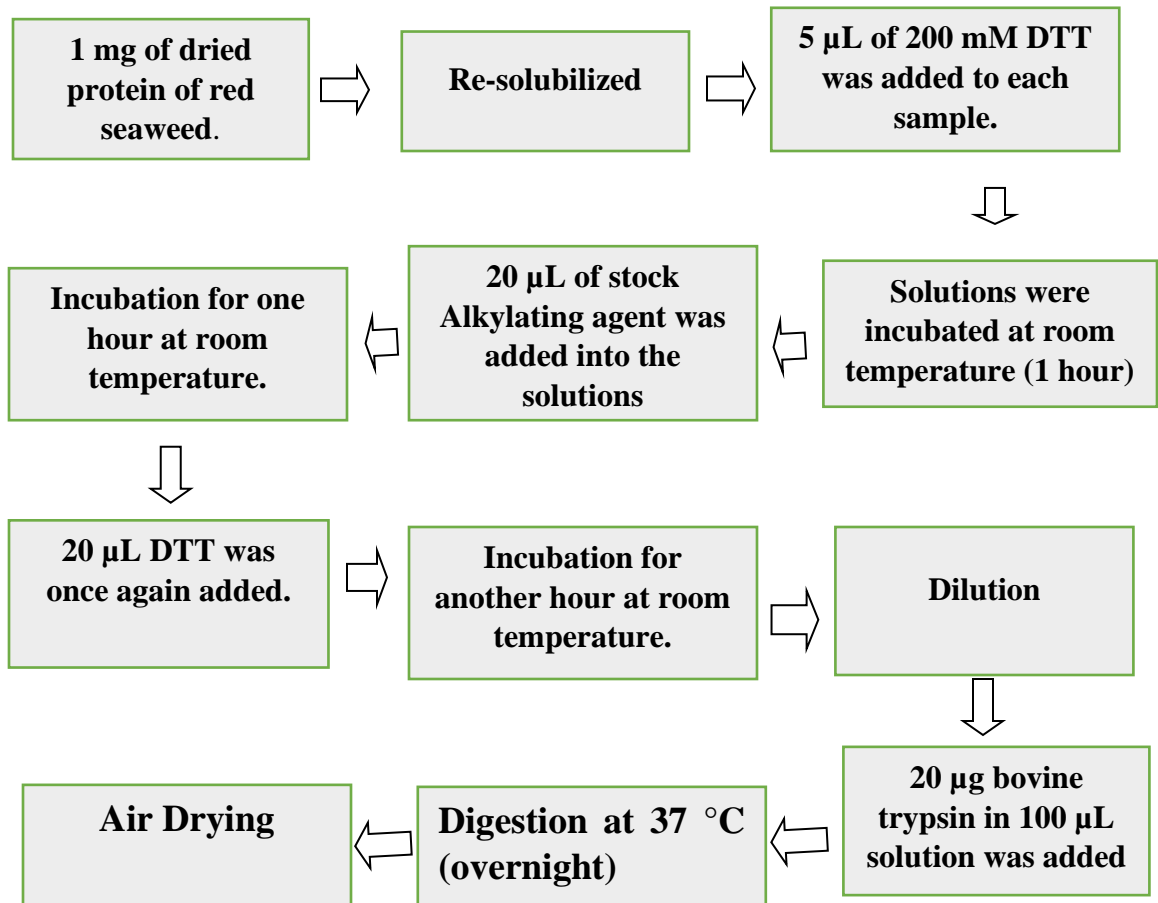 1 mg of dried
protein of red
seaweed.
Re-solubilized
5 µL of 200 mM DTT
was added to each
sample.
Solutions were
incubated at room
temperature (1 hour)
20 µL of stock
Alkylating agent was
added into the
solutions
Incubation for one
hour at room
temperature.
20 µL DTT was
once again added.
Incubation for
another hour at room
temperature.
Dilution
20 µg bovine
trypsin in 100 µL
solution was added
Digestion at 37 °C
(overnight)
Air Drying